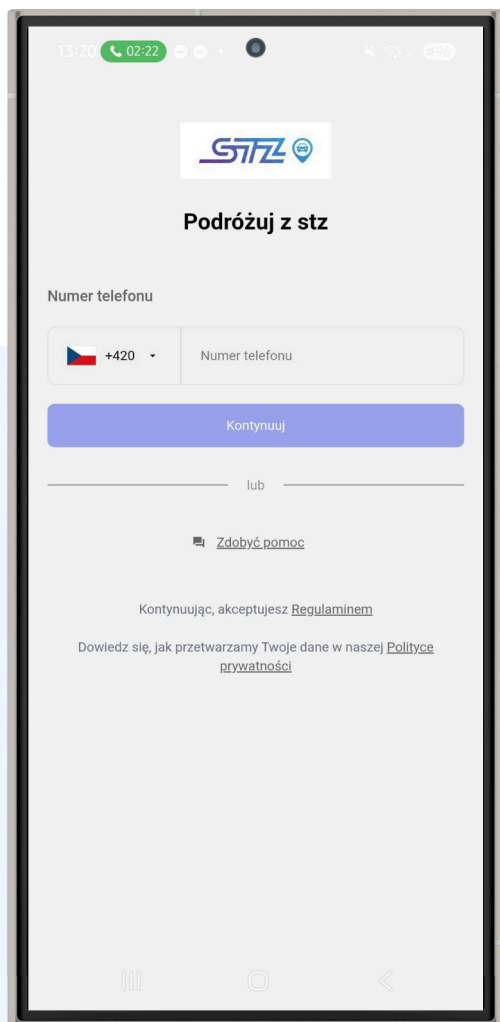 13:20 02:22 96
STZ
Podróżuj z stz
Numer telefonu
+420 Numer telefonu
Kontynuuj
lub
Zdobyć pomoc
Kontynuując, akceptujesz Regulaminem
Dowiedz się, jak przetwarzamy Twoje dane w naszej Polityce
prywatności